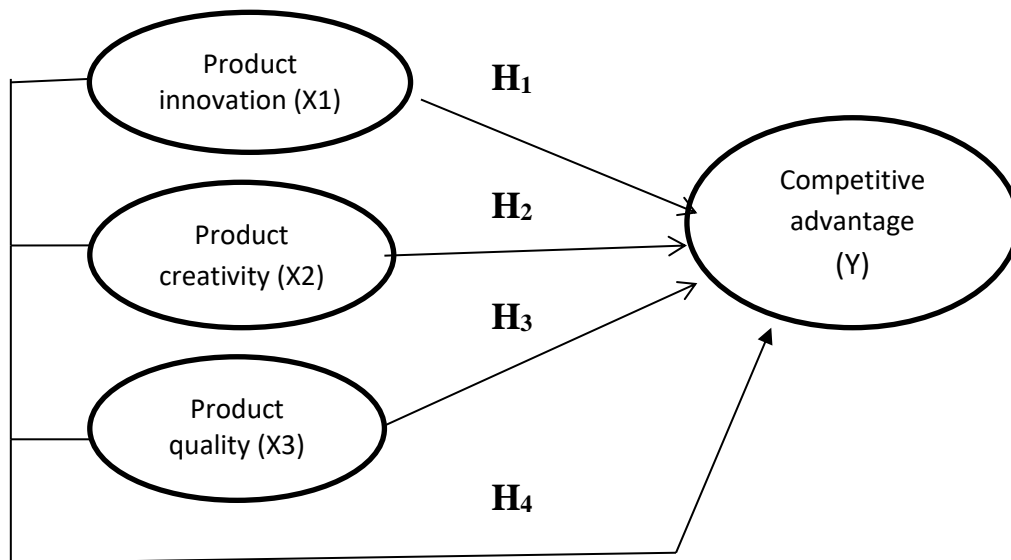 Product
innovation (X1)
H1
Product
creativity (X2)
H2
Product
quality (X3)
H3
H4
Competitive
advantage
(Y)